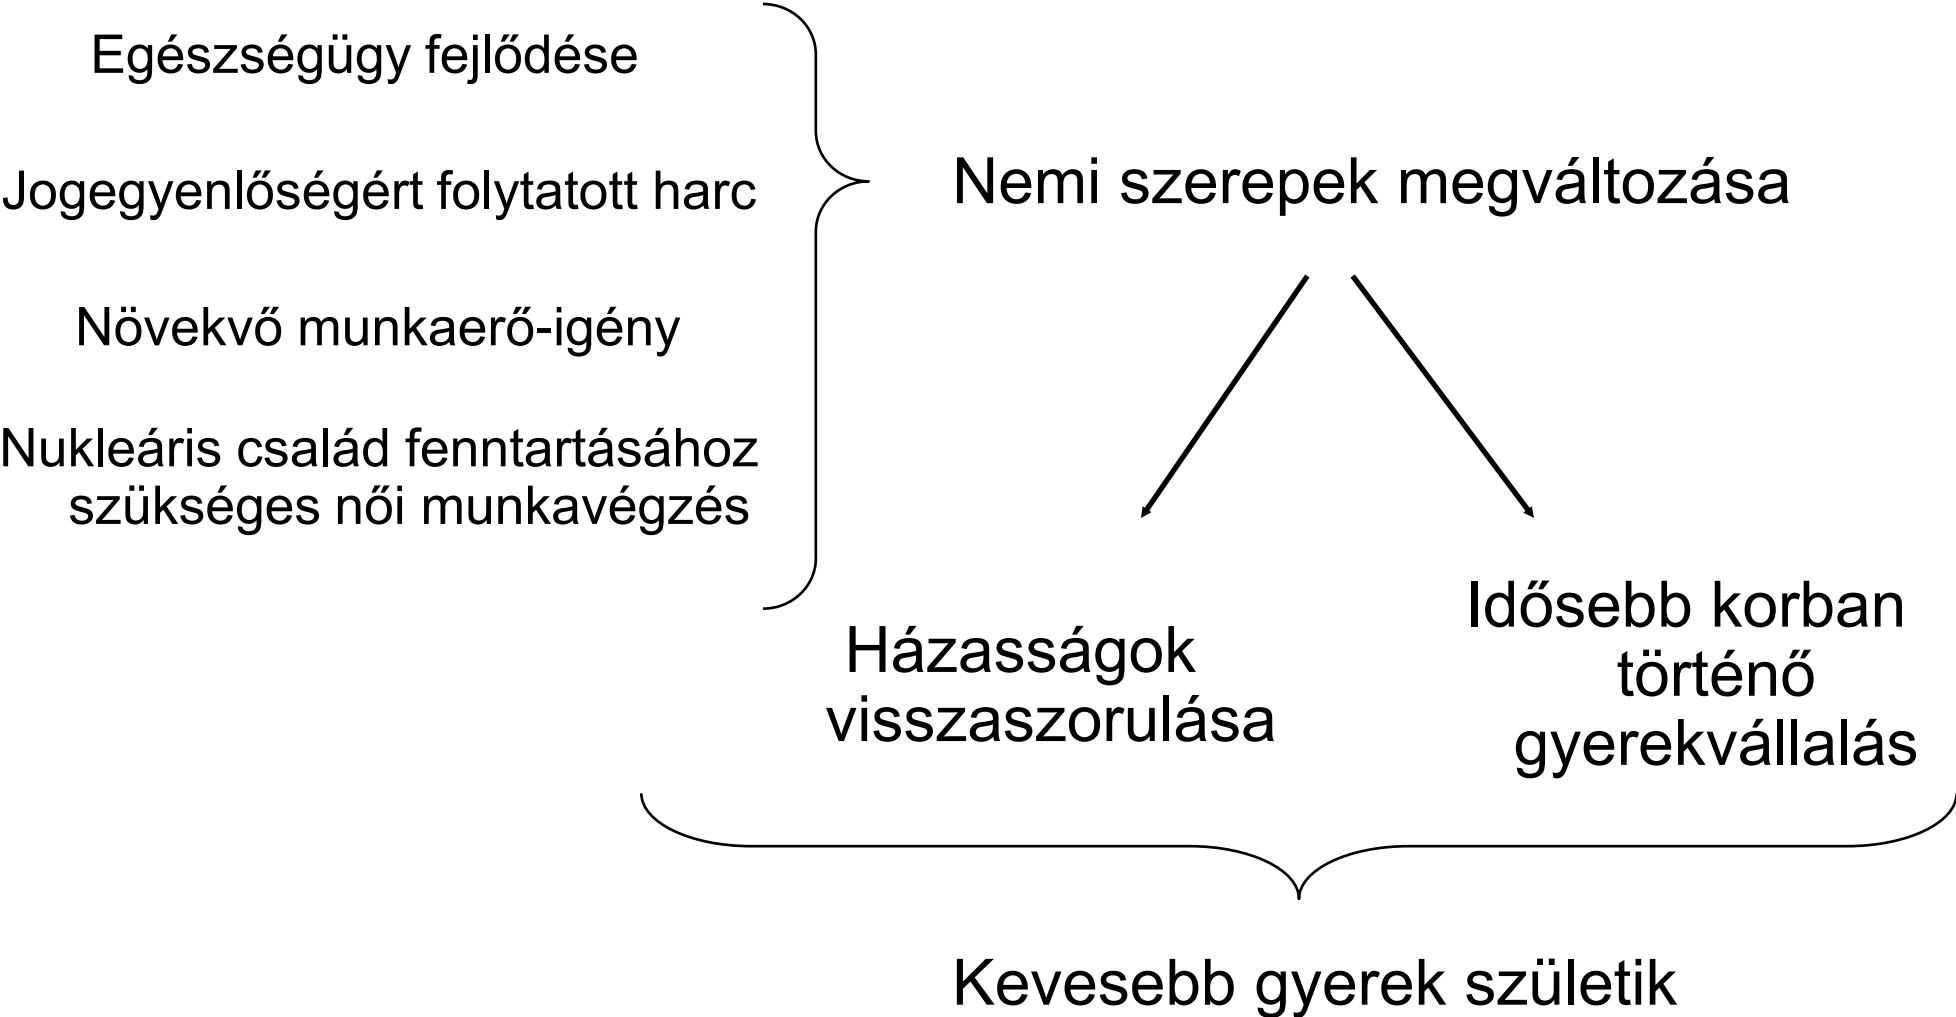 Egészségügy fejlődése
Jogegyenlőségért folytatott harc
Növekvő munkaerő-igény
Nukleáris család fenntartásához
szükséges női munkavégzés
Nemi szerepek megváltozása
Házasságok
visszaszorulása
Idősebb korban
történő
gyerekvállalás
Kevesebb gyerek születik